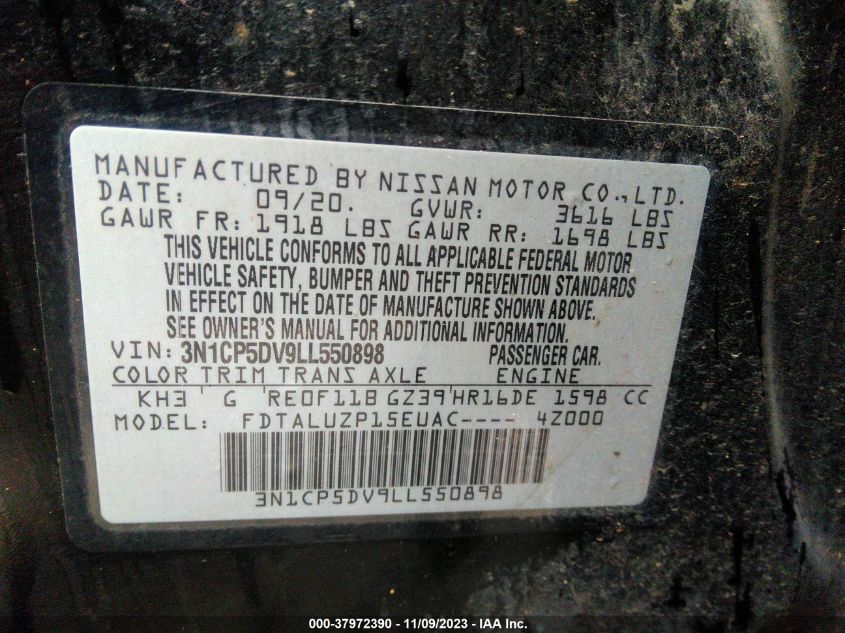 MANUFACTURED BY NISSAN MOTOR CO., LTD.
DATE: 09/20. GVWR: 3616 LBS
GAWR FR: 1918 LBS GAWR RR: 1698 LBS
THIS VEHICLE CONFORMS TO ALL APPLICABLE FEDERAL MOTOR
VEHICLE SAFETY, BUMPER AND THEFT PREVENTION STANDARDS
IN EFFECT ON THE DATE OF MANUFACTURE SHOWN ABOVE.
SEE OWNER'S MANUAL FOR ADDITIONAL INFORMATION.
VIN: 3N1CP5DV9LL550898 PASSENGER CAR.
COLOR TRIM TRANS AXLE ENGINE
KH3 G RE0F11B GZ39 HR16DE 1598 CC
MODEL: FDTALUZP15EUAC---- 4Z000
3N1CP5DV9LL550898
000-37972390 - 11/09/2023 - IAA Inc.